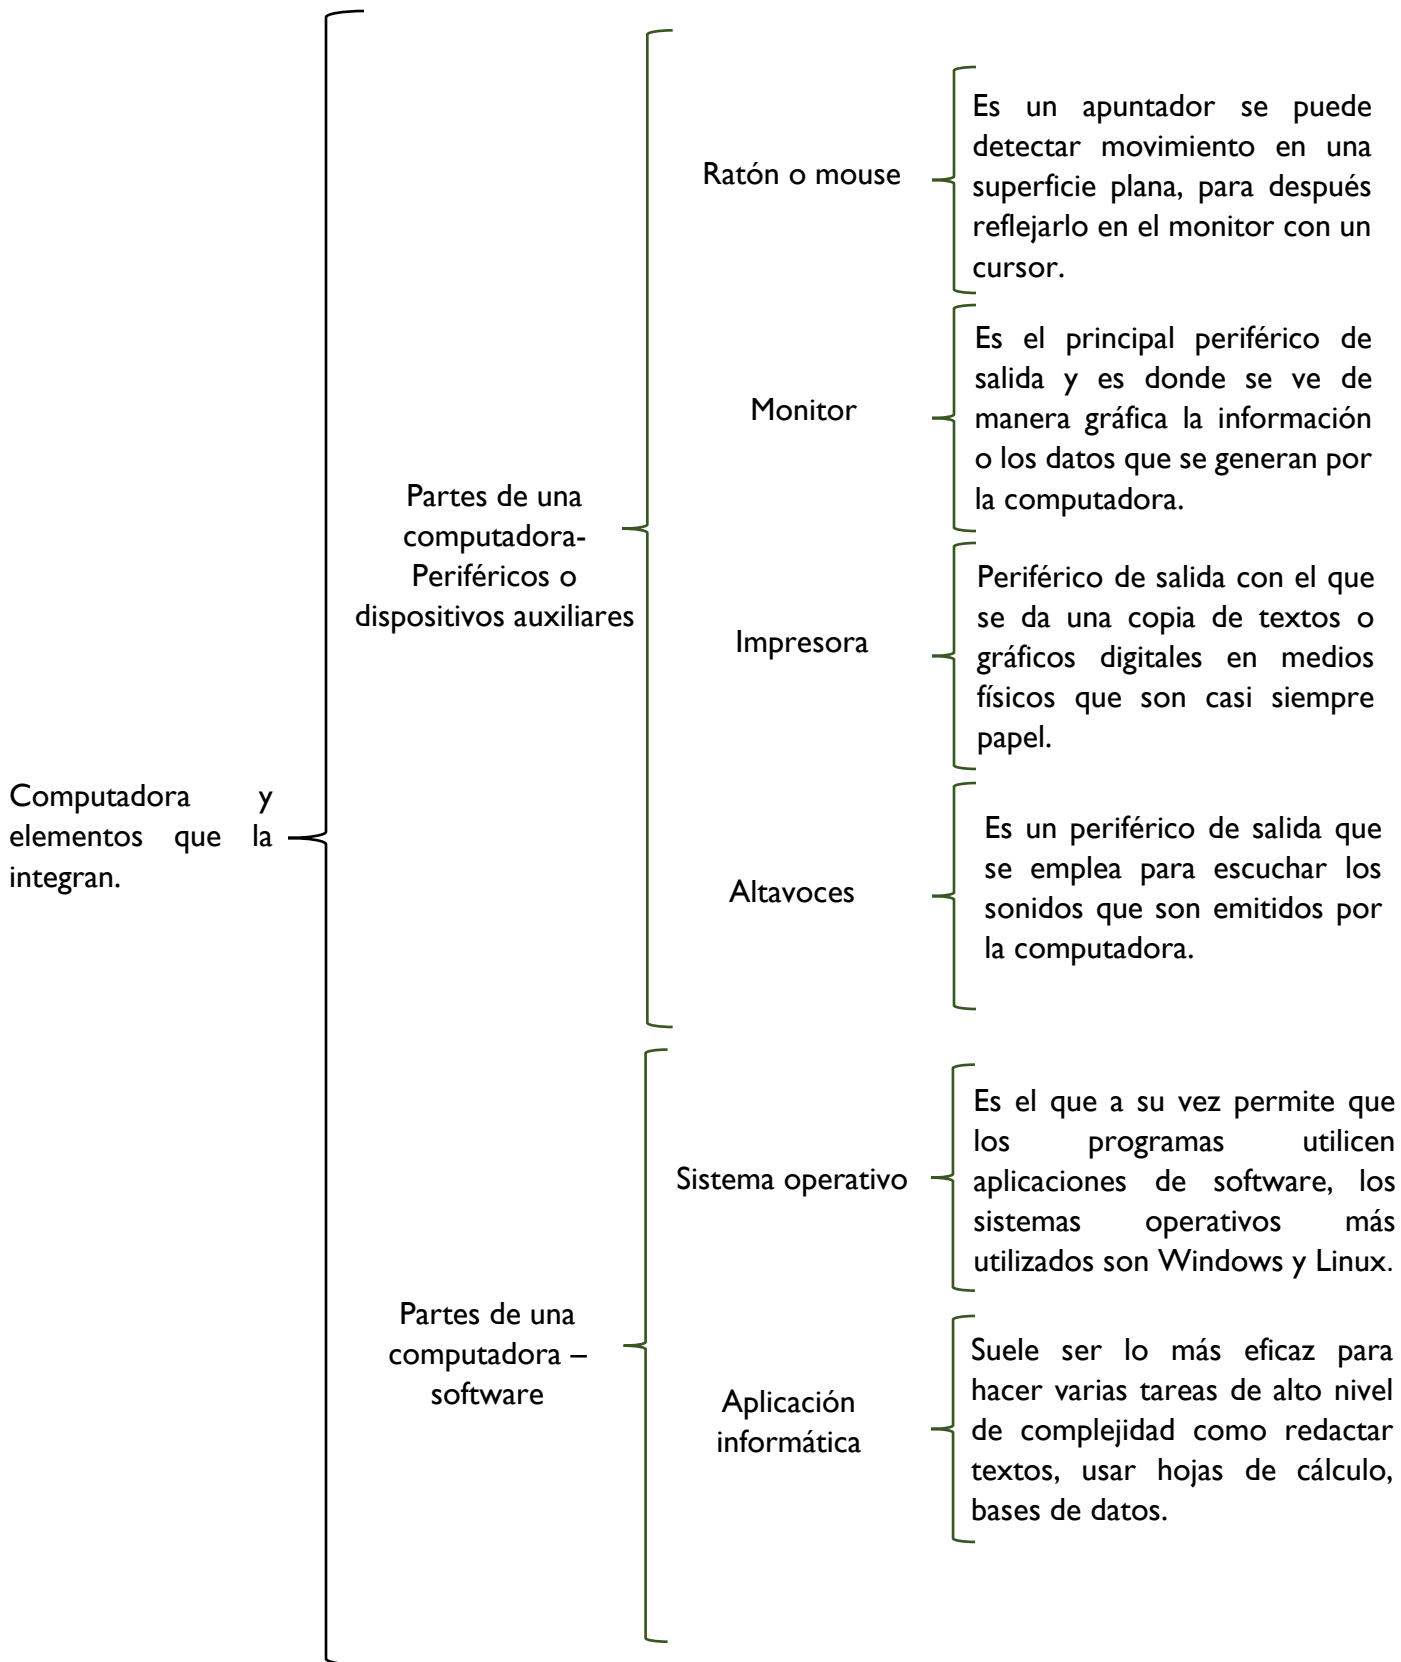 Computadora y
elementos que la
integran.
Partes de una
computadora-
Periféricos o
dispositivos auxiliares
Ratón o mouse
Es un apuntador se puede
detectar movimiento en una
superficie plana, para después
reflejarlo en el monitor con un
cursor.
Monitor
Es el principal periférico de
salida y es donde se ve de
manera gráfica la información
o los datos que se generan por
la computadora.
Impresora
Periférico de salida con el que
se da una copia de textos o
gráficos digitales en medios
físicos que son casi siempre
papel.
Altavoces
Es un periférico de salida que
se emplea para escuchar los
sonidos que son emitidos por
la computadora.
Partes de una
computadora –
software
Sistema operativo
Es el que a su vez permite que
los programas utilicen
aplicaciones de software, los
sistemas operativos más
utilizados son Windows y Linux.
Aplicación
informática
Suele ser lo más eficaz para
hacer varias tareas de alto nivel
de complejidad como redactar
textos, usar hojas de cálculo,
bases de datos.